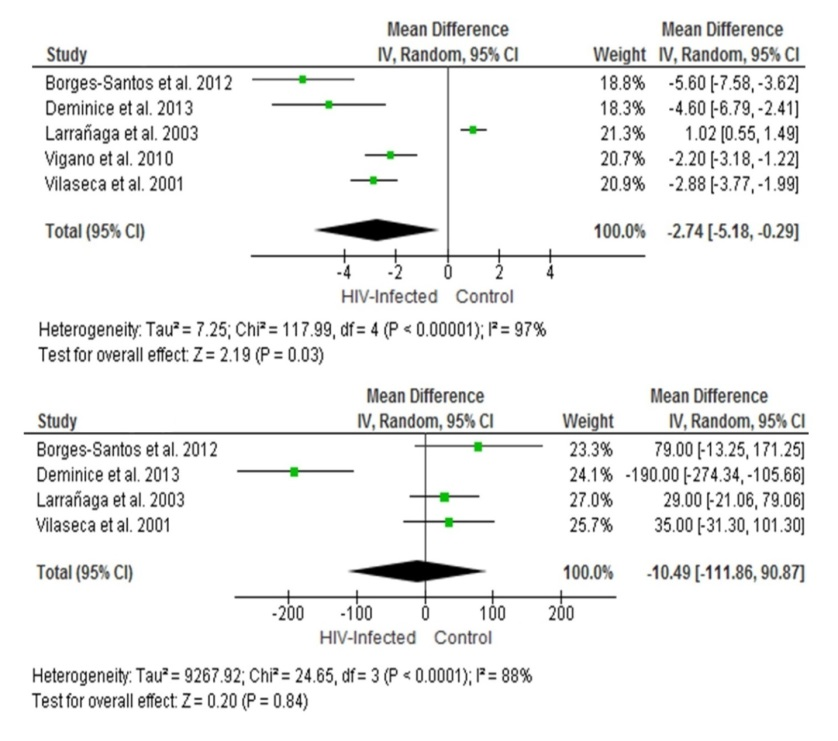 Mean Difference Mean Difference
Study IV, Random, 95% CI Weight IV, Random, 95% CI
Borges-Santos et al. 2012 18.8% -5.60 [-7.58, -3.62]
Deminice et al. 2013 18.3% -4.60 [-6.79, -2.41]
Larrañaga et al. 2003 21.3% 1.02 [0.55, 1.49]
Vigano et al. 2010 20.7% -2.20 [-3.18, -1.22]
Vilaseca et al. 2001 20.9% -2.88 [-3.77, -1.99]
Total (95% CI) 100.0% -2.74 [-5.18, -0.29]
-4 -2 0 2 4
HIV-Infected Control
Heterogeneity: Tau² = 7.25; Chi² = 117.99, df = 4 (P < 0.00001); I² = 97%
Test for overall effect: Z = 2.19 (P = 0.03)
Mean Difference Mean Difference
Study IV, Random, 95% CI Weight IV, Random, 95% CI
Borges-Santos et al. 2012 23.3% 79.00 [-13.25, 171.25]
Deminice et al. 2013 24.1% -190.00 [-274.34, -105.66]
Larrañaga et al. 2003 27.0% 29.00 [-21.06, 79.06]
Vilaseca et al. 2001 25.7% 35.00 [-31.30, 101.30]
Total (95% CI) 100.0% -10.49 [-111.86, 90.87]
-200 -100 0 100 200
HIV-Infected Control
Heterogeneity: Tau² = 9267.92; Chi² = 24.65, df = 3 (P < 0.0001); I² = 88%
Test for overall effect: Z = 0.20 (P = 0.84)